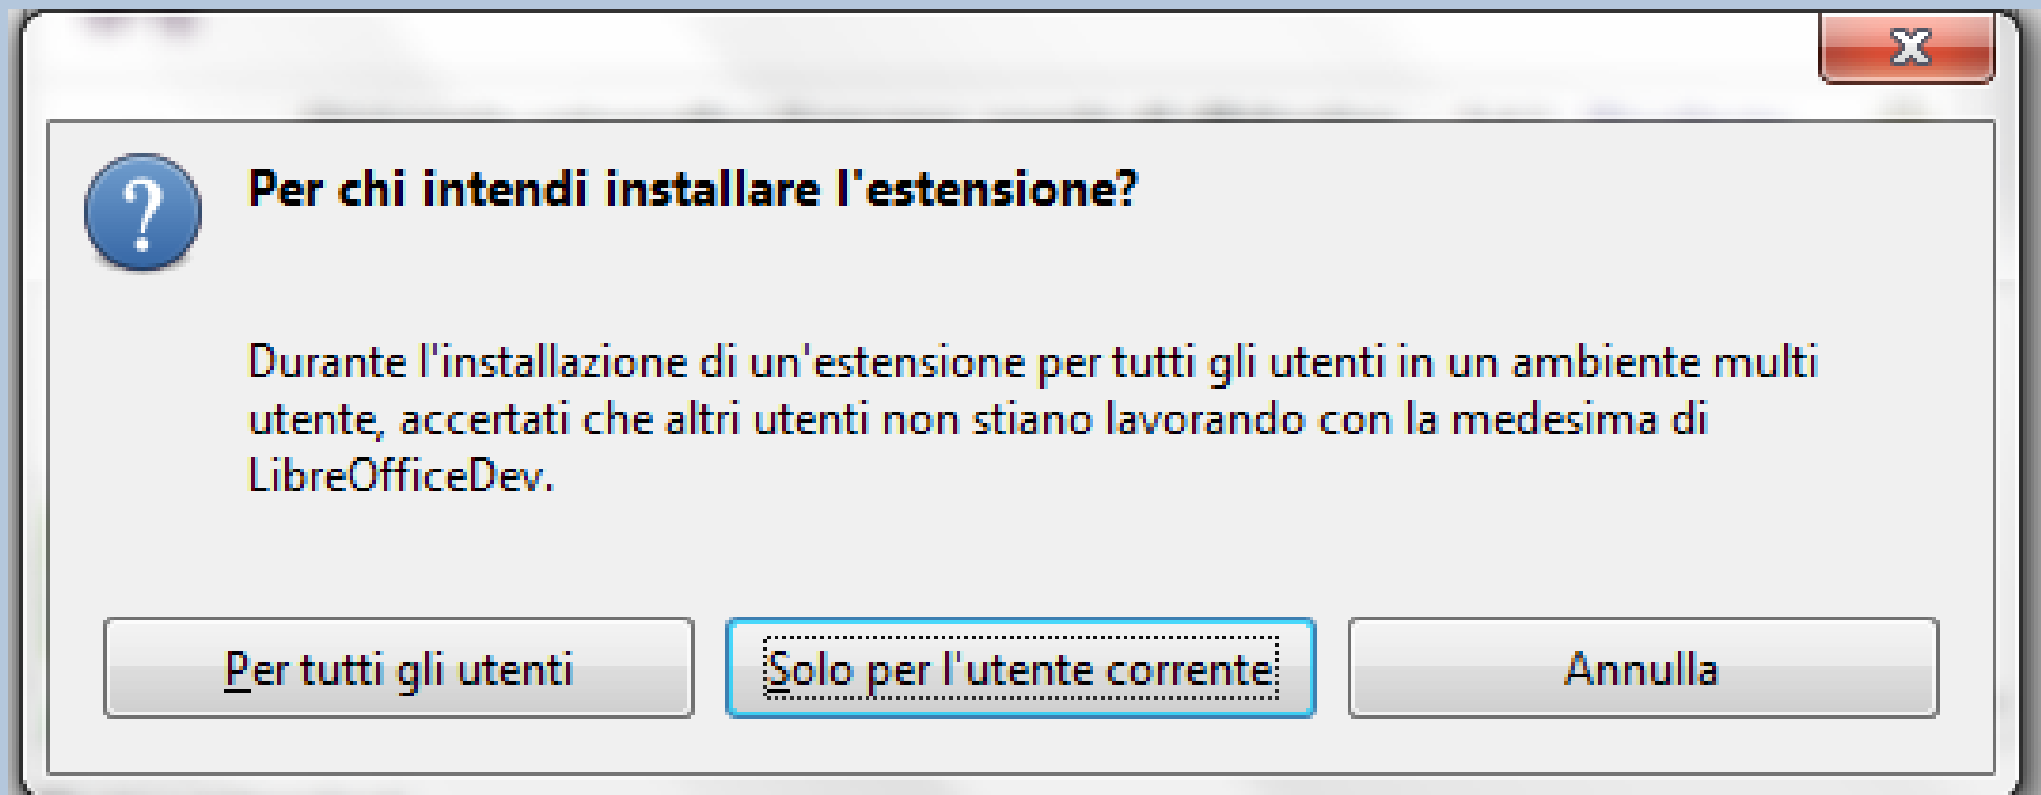 Per chi intendi installare l'estensione?
Durante l'installazione di un'estensione per tutti gli utenti in un ambiente multi
utente, accertati che altri utenti non stiano lavorando con la medesima di
LibreOfficeDev.
Per tutti gli utenti
Solo per l'utente corrente
Annulla